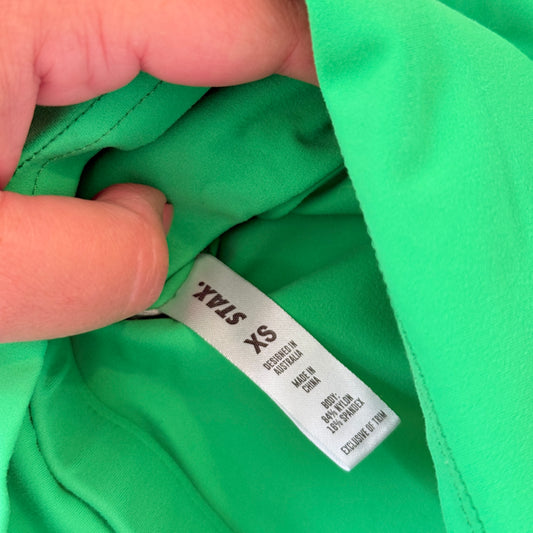 STAX.
XS
DESIGNED IN
AUSTRALIA
MADE IN
CHINA
BODY:
84% NYLON
16% SPANDEX
EXCLUSIVE OF TRIM